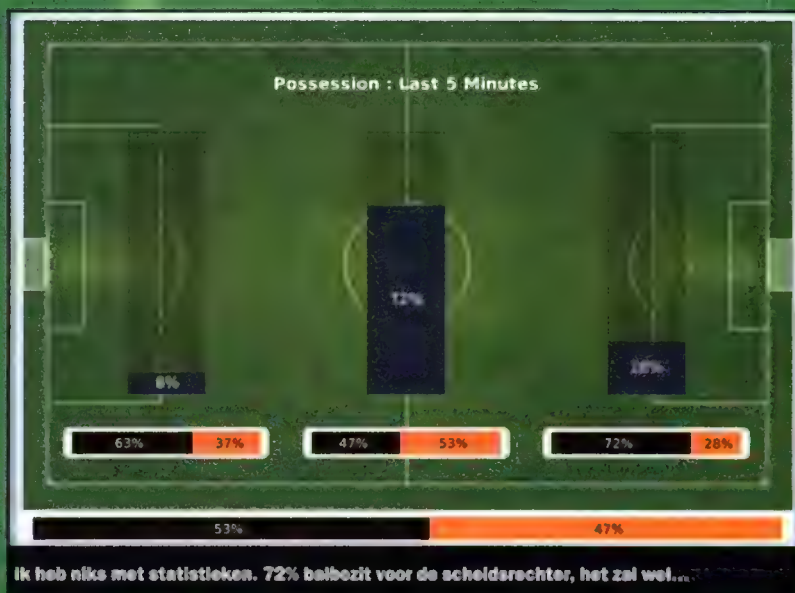 Possession : Last 5 Minutes
72%
8%
63% 37% 47% 53% 72% 28%
53% 47%
Ik heb niks met statistieken. 72% balbezit voor de scheidsrechter, het zal wel...